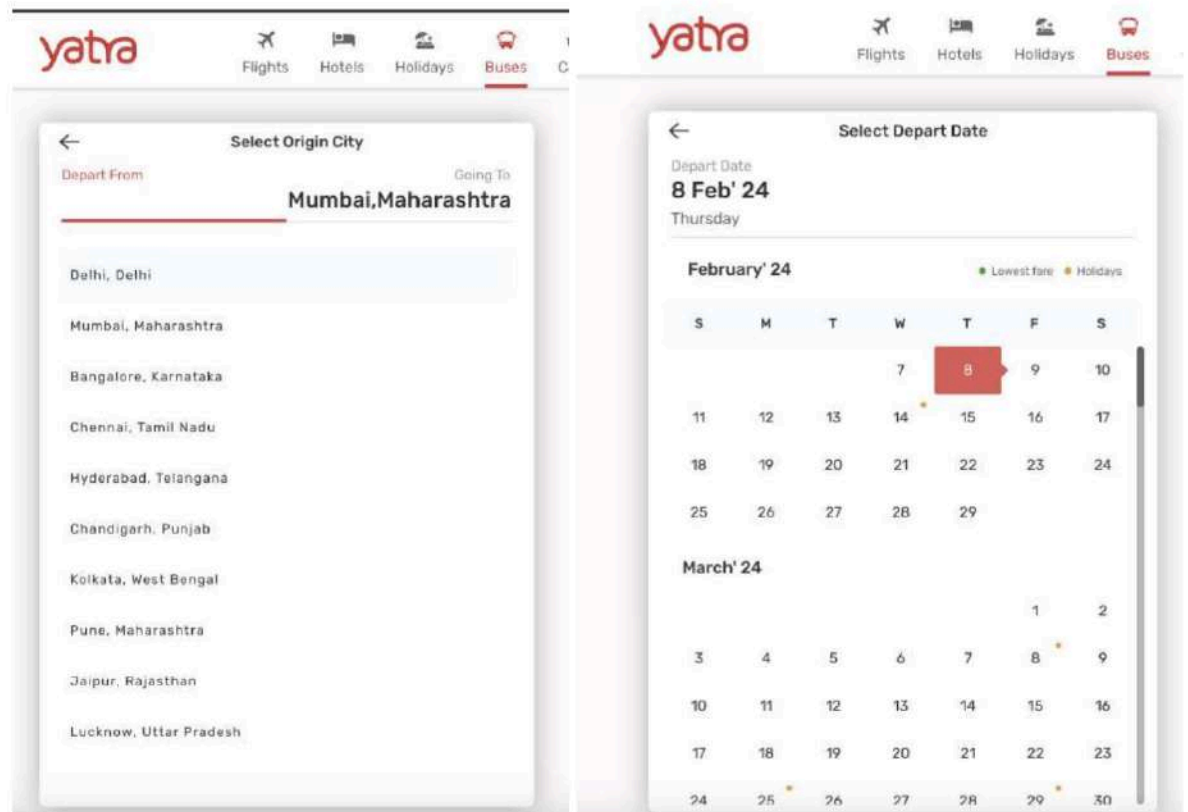 yatra
Flights Hotels Holidays Buses C
Select Origin City
Depart From Going To
Mumbai,Maharashtra
Delhi, Delhi
Mumbai, Maharashtra
Bangalore, Karnataka
Chennai, Tamil Nadu
Hyderabad, Telangana
Chandigarh, Punjab
Kolkata, West Bengal
Pune, Maharashtra
Jaipur, Rajasthan
Lucknow, Uttar Pradesh
yatra
Flights Hotels Holidays Buses
Select Depart Date
Depart Date
8 Feb' 24
Thursday
February' 24 Lowest fare Holidays
S M T W T F S
7 8 9 10
11 12 13 14 15 16 17
18 19 20 21 22 23 24
25 26 27 28 29
March' 24
1 2
3 4 5 6 7 8 9
10 11 12 13 14 15 16
17 18 19 20 21 22 23
24 25 26 27 28 29 30